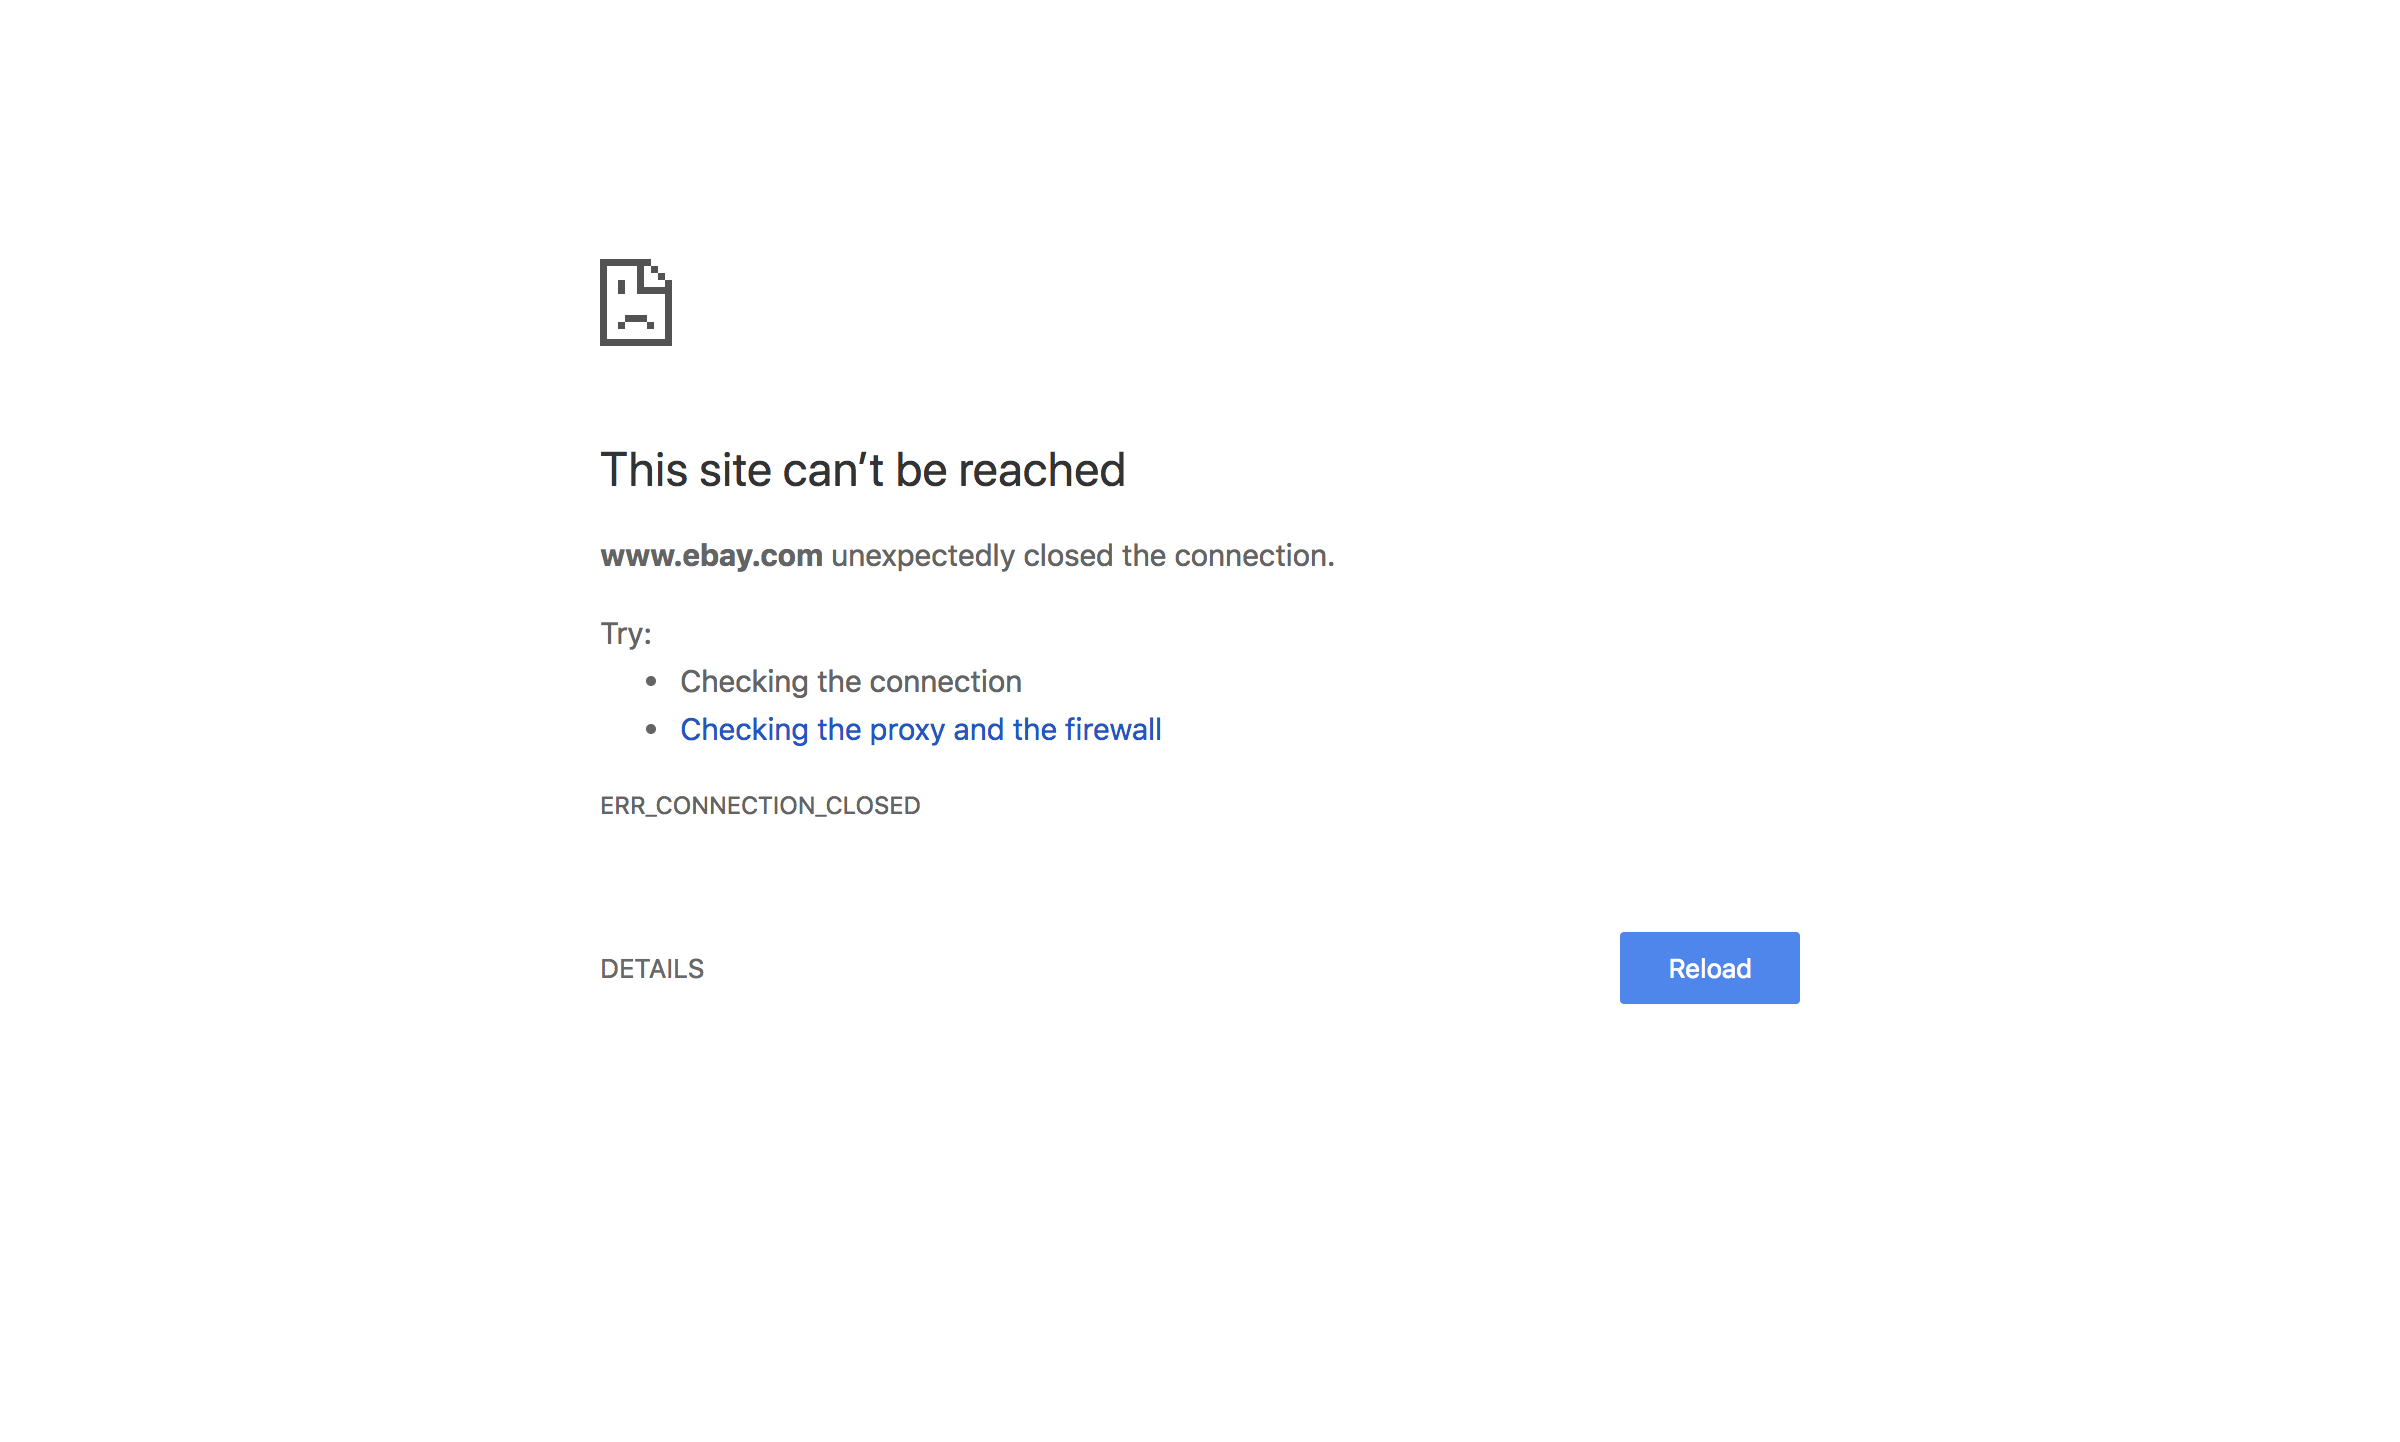 This site can’t be reached
www.ebay.com unexpectedly closed the connection.
Try:
• Checking the connection
• Checking the proxy and the firewall
ERR_CONNECTION_CLOSED
DETAILS
Reload